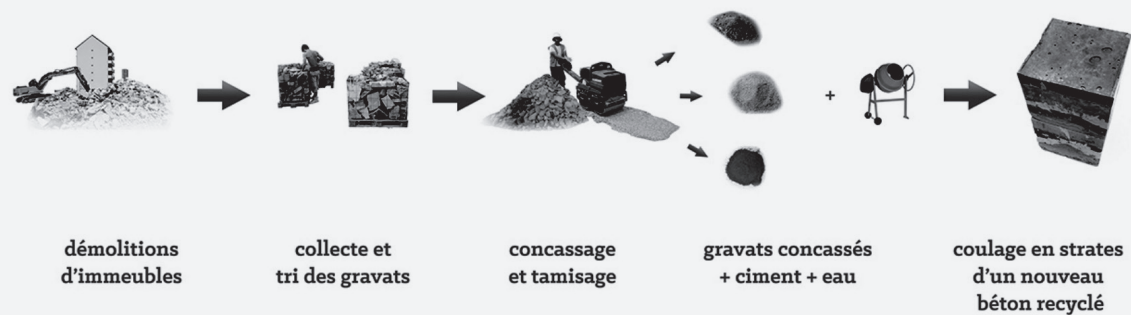 démolitions
d'immeubles
collecte et
tri des gravats
concassage
et tamisage
+
gravats concassés
+ ciment + eau
coulage en strates
d'un nouveau
béton recyclé